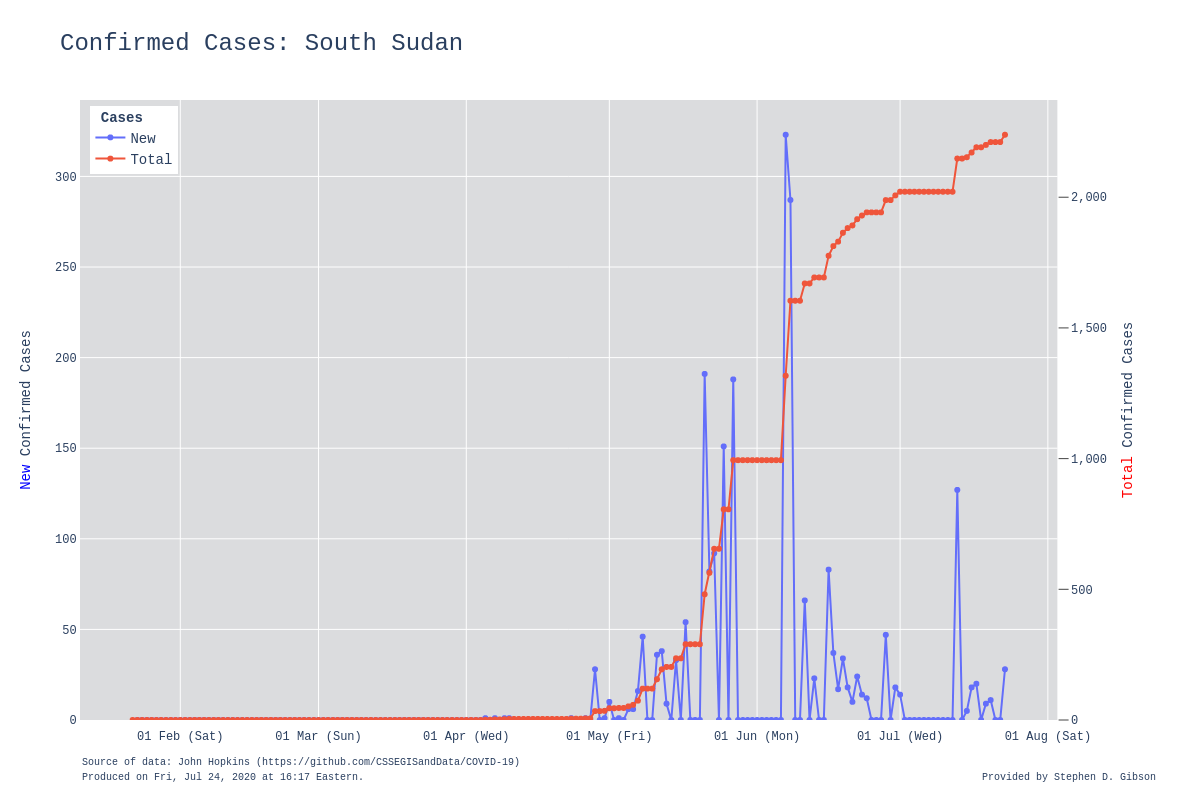 Confirmed Cases: South Sudan
Cases
New
Total
300
250
200
150
100
50
0
2,000
1,500
1,000
500
0
New Confirmed Cases
Total Confirmed Cases
01 Feb (Sat)
01 Mar (Sun)
01 Apr (Wed)
01 May (Fri)
01 Jun (Mon)
01 Jul (Wed)
01 Aug (Sat)
Source of data: John Hopkins (https://github.com/CSSEGISandData/COVID-19)
Produced on Fri, Jul 24, 2020 at 16:17 Eastern.
Provided by Stephen D. Gibson